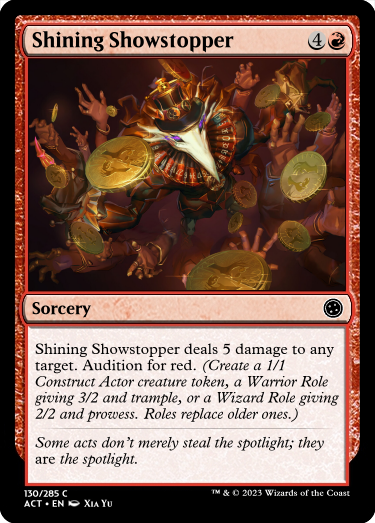 Shining Showstopper 4
Sorcery
Shining Showstopper deals 5 damage to any
target. Audition for red. (Create a 1/1
Construct Actor creature token, a Warrior Role
giving 3/2 and trample, or a Wizard Role giving
2/2 and prowess. Roles replace older ones.)
Some acts don't merely steal the spotlight; they
are the spotlight.
130/285 C
ACT • EN Xia Yu
™ & © 2023 Wizards of the Coast